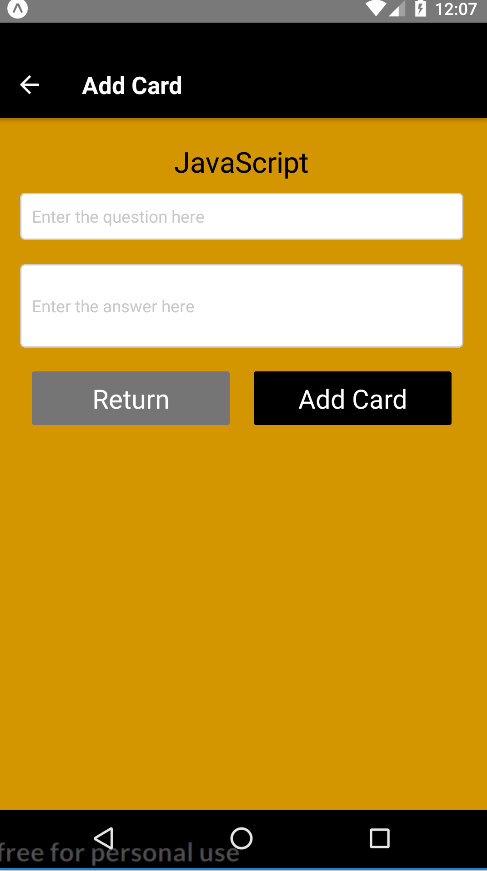 12:07
Add Card
JavaScript
Enter the question here
Enter the answer here
Return
Add Card
free for personal use